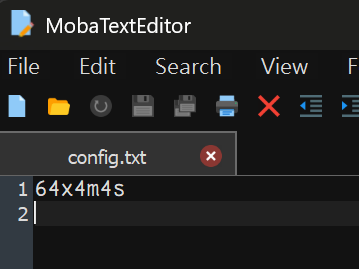 MobaTextEditor
File Edit Search View F
config.txt
1 64x4m4s
2